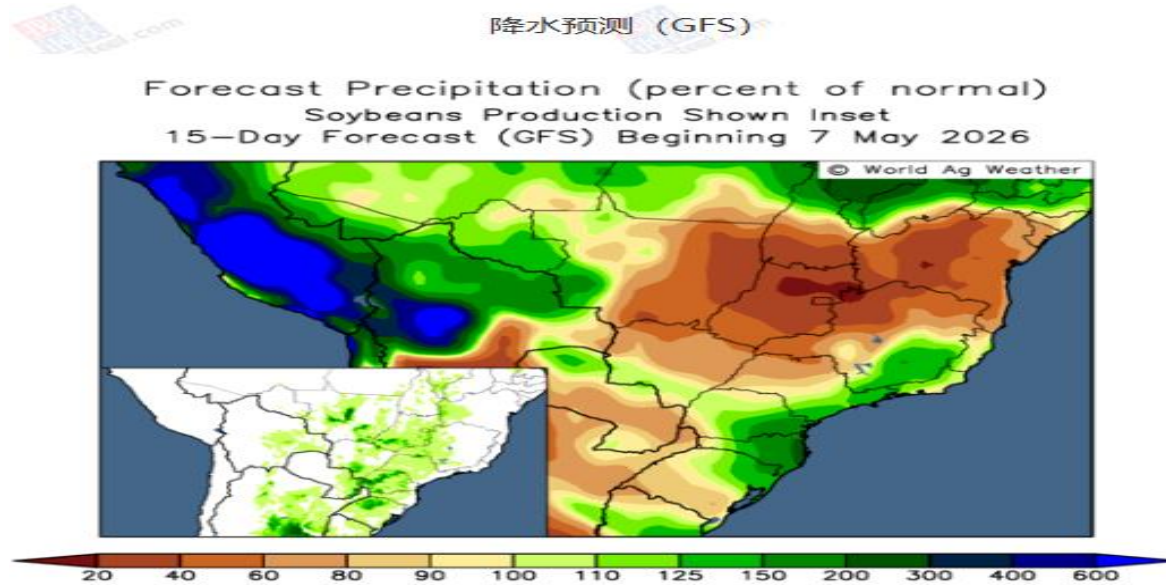 降水预测（GFS）
Forecast Precipitation (percent of normal)
Soybeans Production Shown Inset
15-Day Forecast (GFS) Beginning 7 May 2026
© World Ag Weather
20 40 60 80 90 100 110 125 150 200 300 400 600